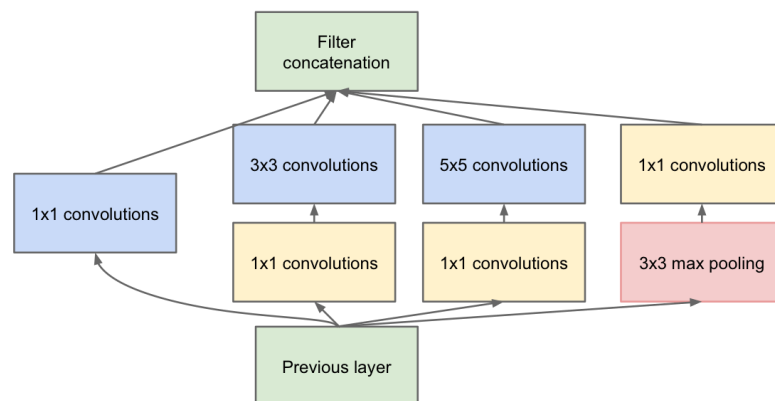 Filter
concatenation
3x3 convolutions
5x5 convolutions
1x1 convolutions
1x1 convolutions
1x1 convolutions
1x1 convolutions
3x3 max pooling
Previous layer